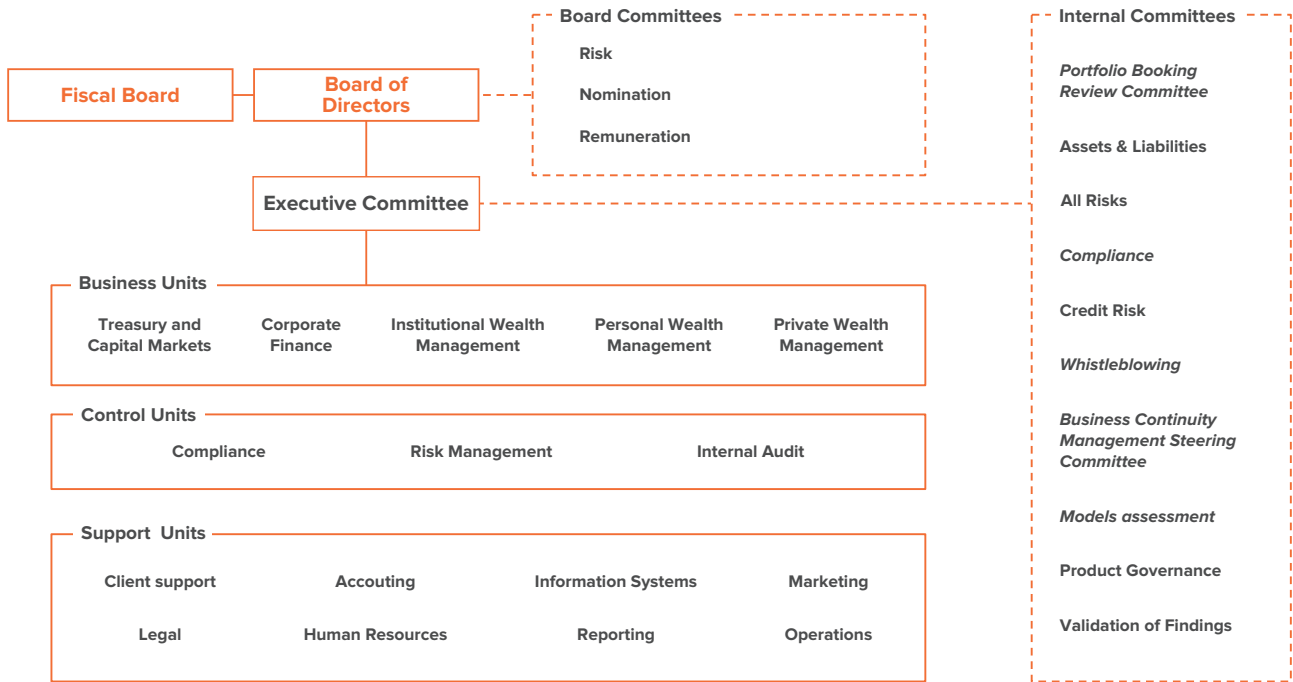 Board Committees
Risk
Nomination
Remuneration
Fiscal Board
Board of
Directors
Executive Committee
Internal Committees
Portfolio Booking
Review Committee
Assets & Liabilities
All Risks
Compliance
Credit Risk
Whistleblowing
Business Continuity
Management Steering
Committee
Models assessment
Product Governance
Validation of Findings
Business Units
Treasury and
Capital Markets
Corporate
Finance
Institutional Wealth
Management
Personal Wealth
Management
Private Wealth
Management
Control Units
Compliance
Risk Management
Internal Audit
Support Units
Client support
Accouting
Information Systems
Marketing
Legal
Human Resources
Reporting
Operations